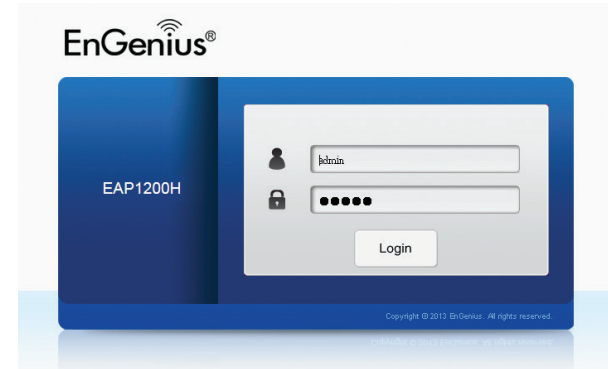 EnGenius®
admin
EAP1200H
●●●●●
Login
Copyright © 2013 EnGenius. All rights reserved.